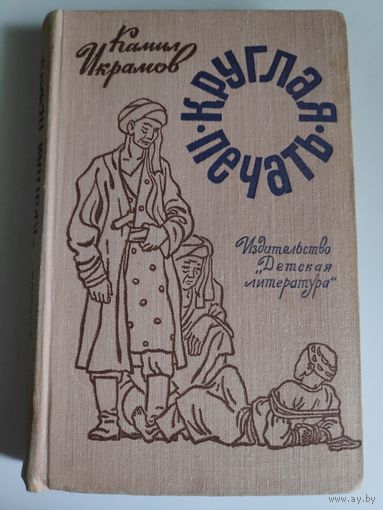 Камил
Икрамов
·КРУГЛАЯ·
ПЕЧАТЬ
Издательство
„Детская
литература“
www.ay.by